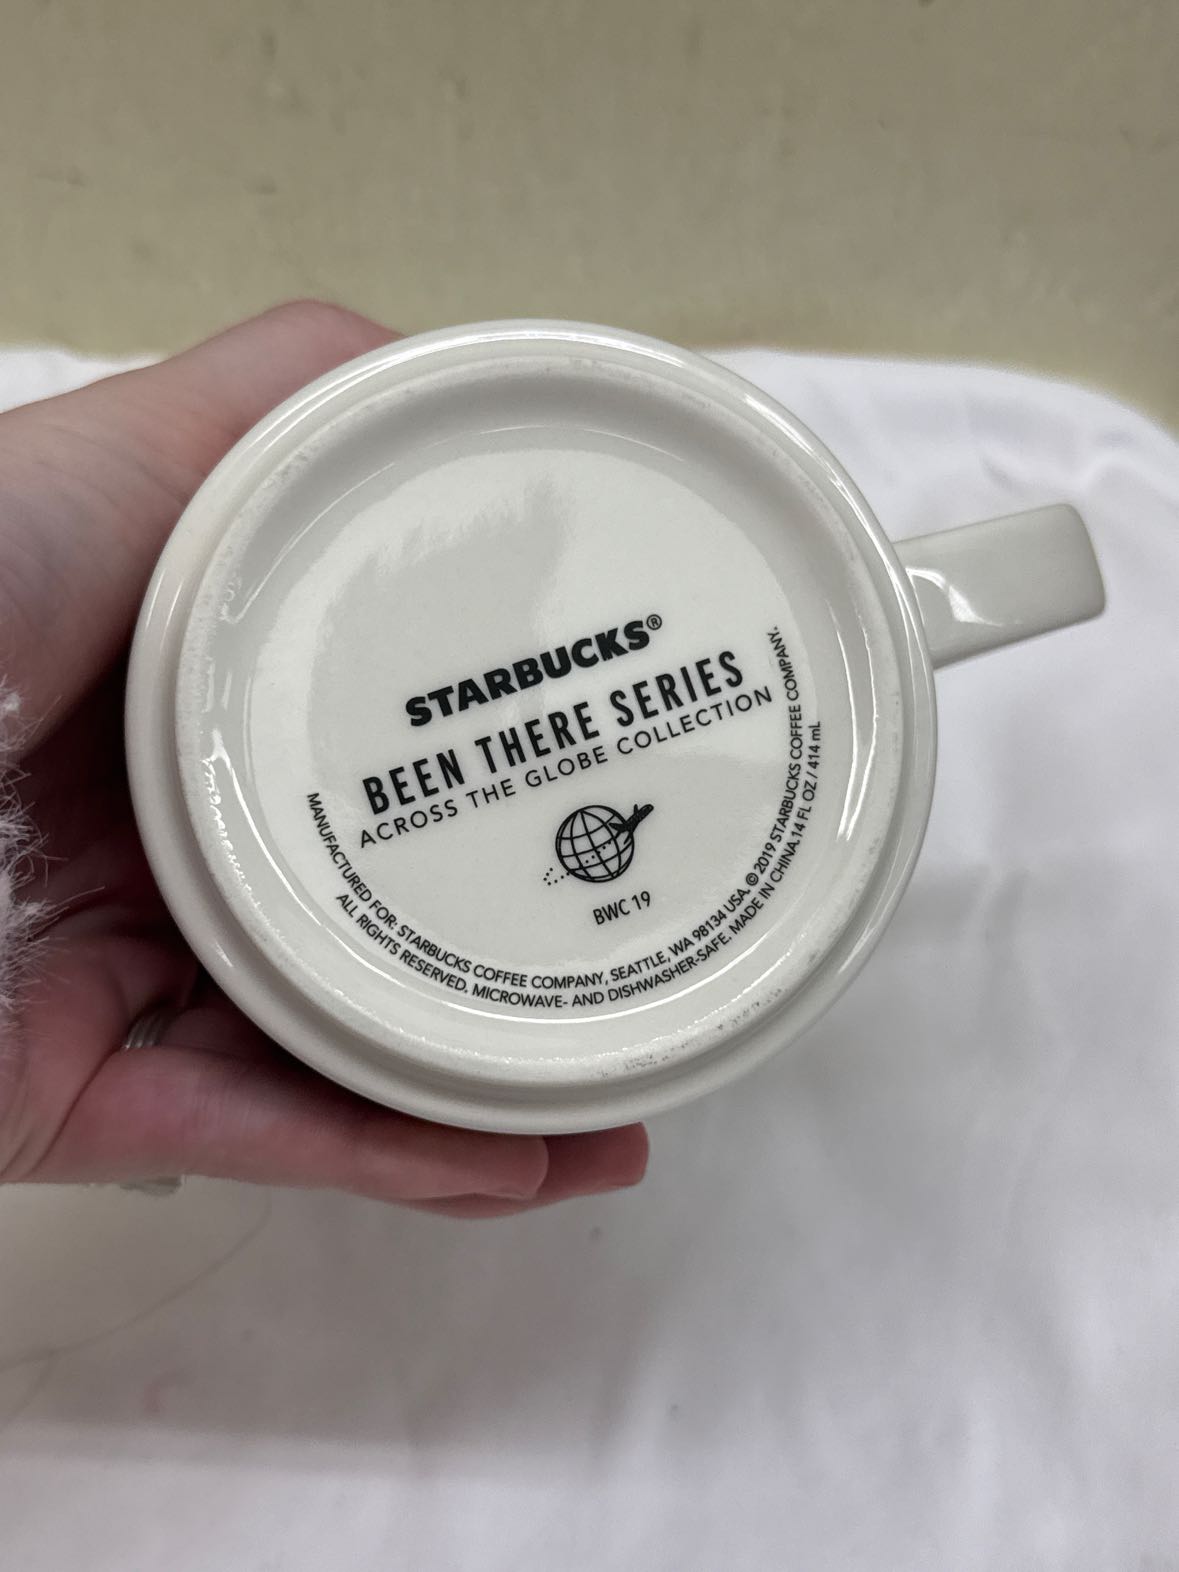 STARBUCKS®
BEEN THERE SERIES
ACROSS THE GLOBE COLLECTION
BWC 19
MANUFACTURED FOR: STARBUCKS COFFEE COMPANY, SEATTLE, WA 98134 USA. © 2019 STARBUCKS COFFEE COMPANY.
ALL RIGHTS RESERVED. MICROWAVE- AND DISHWASHER-SAFE. MADE IN CHINA.14 FL OZ / 414 mL